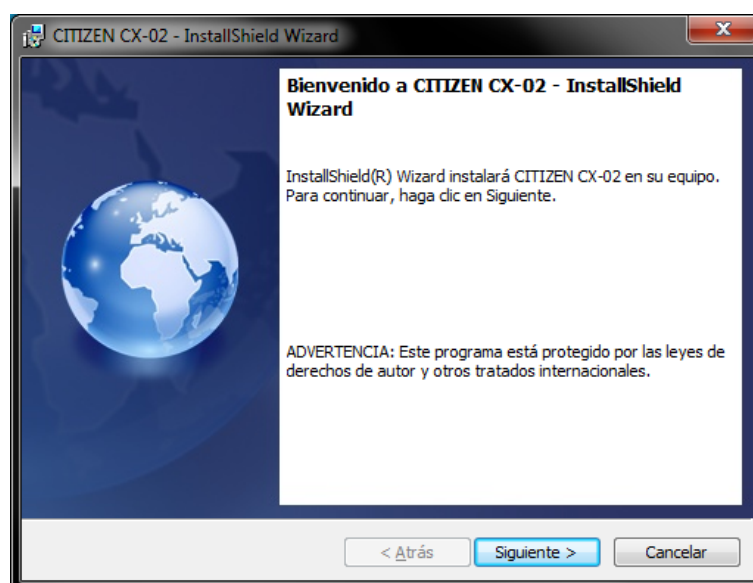 CITIZEN CX-02 - InstallShield Wizard
Bienvenido a CITIZEN CX-02 - InstallShield
Wizard
InstallShield(R) Wizard instalará CITIZEN CX-02 en su equipo.
Para continuar, haga clic en Siguiente.
ADVERTENCIA: Este programa está protegido por las leyes de
derechos de autor y otros tratados internacionales.
< Atrás Siguiente > Cancelar